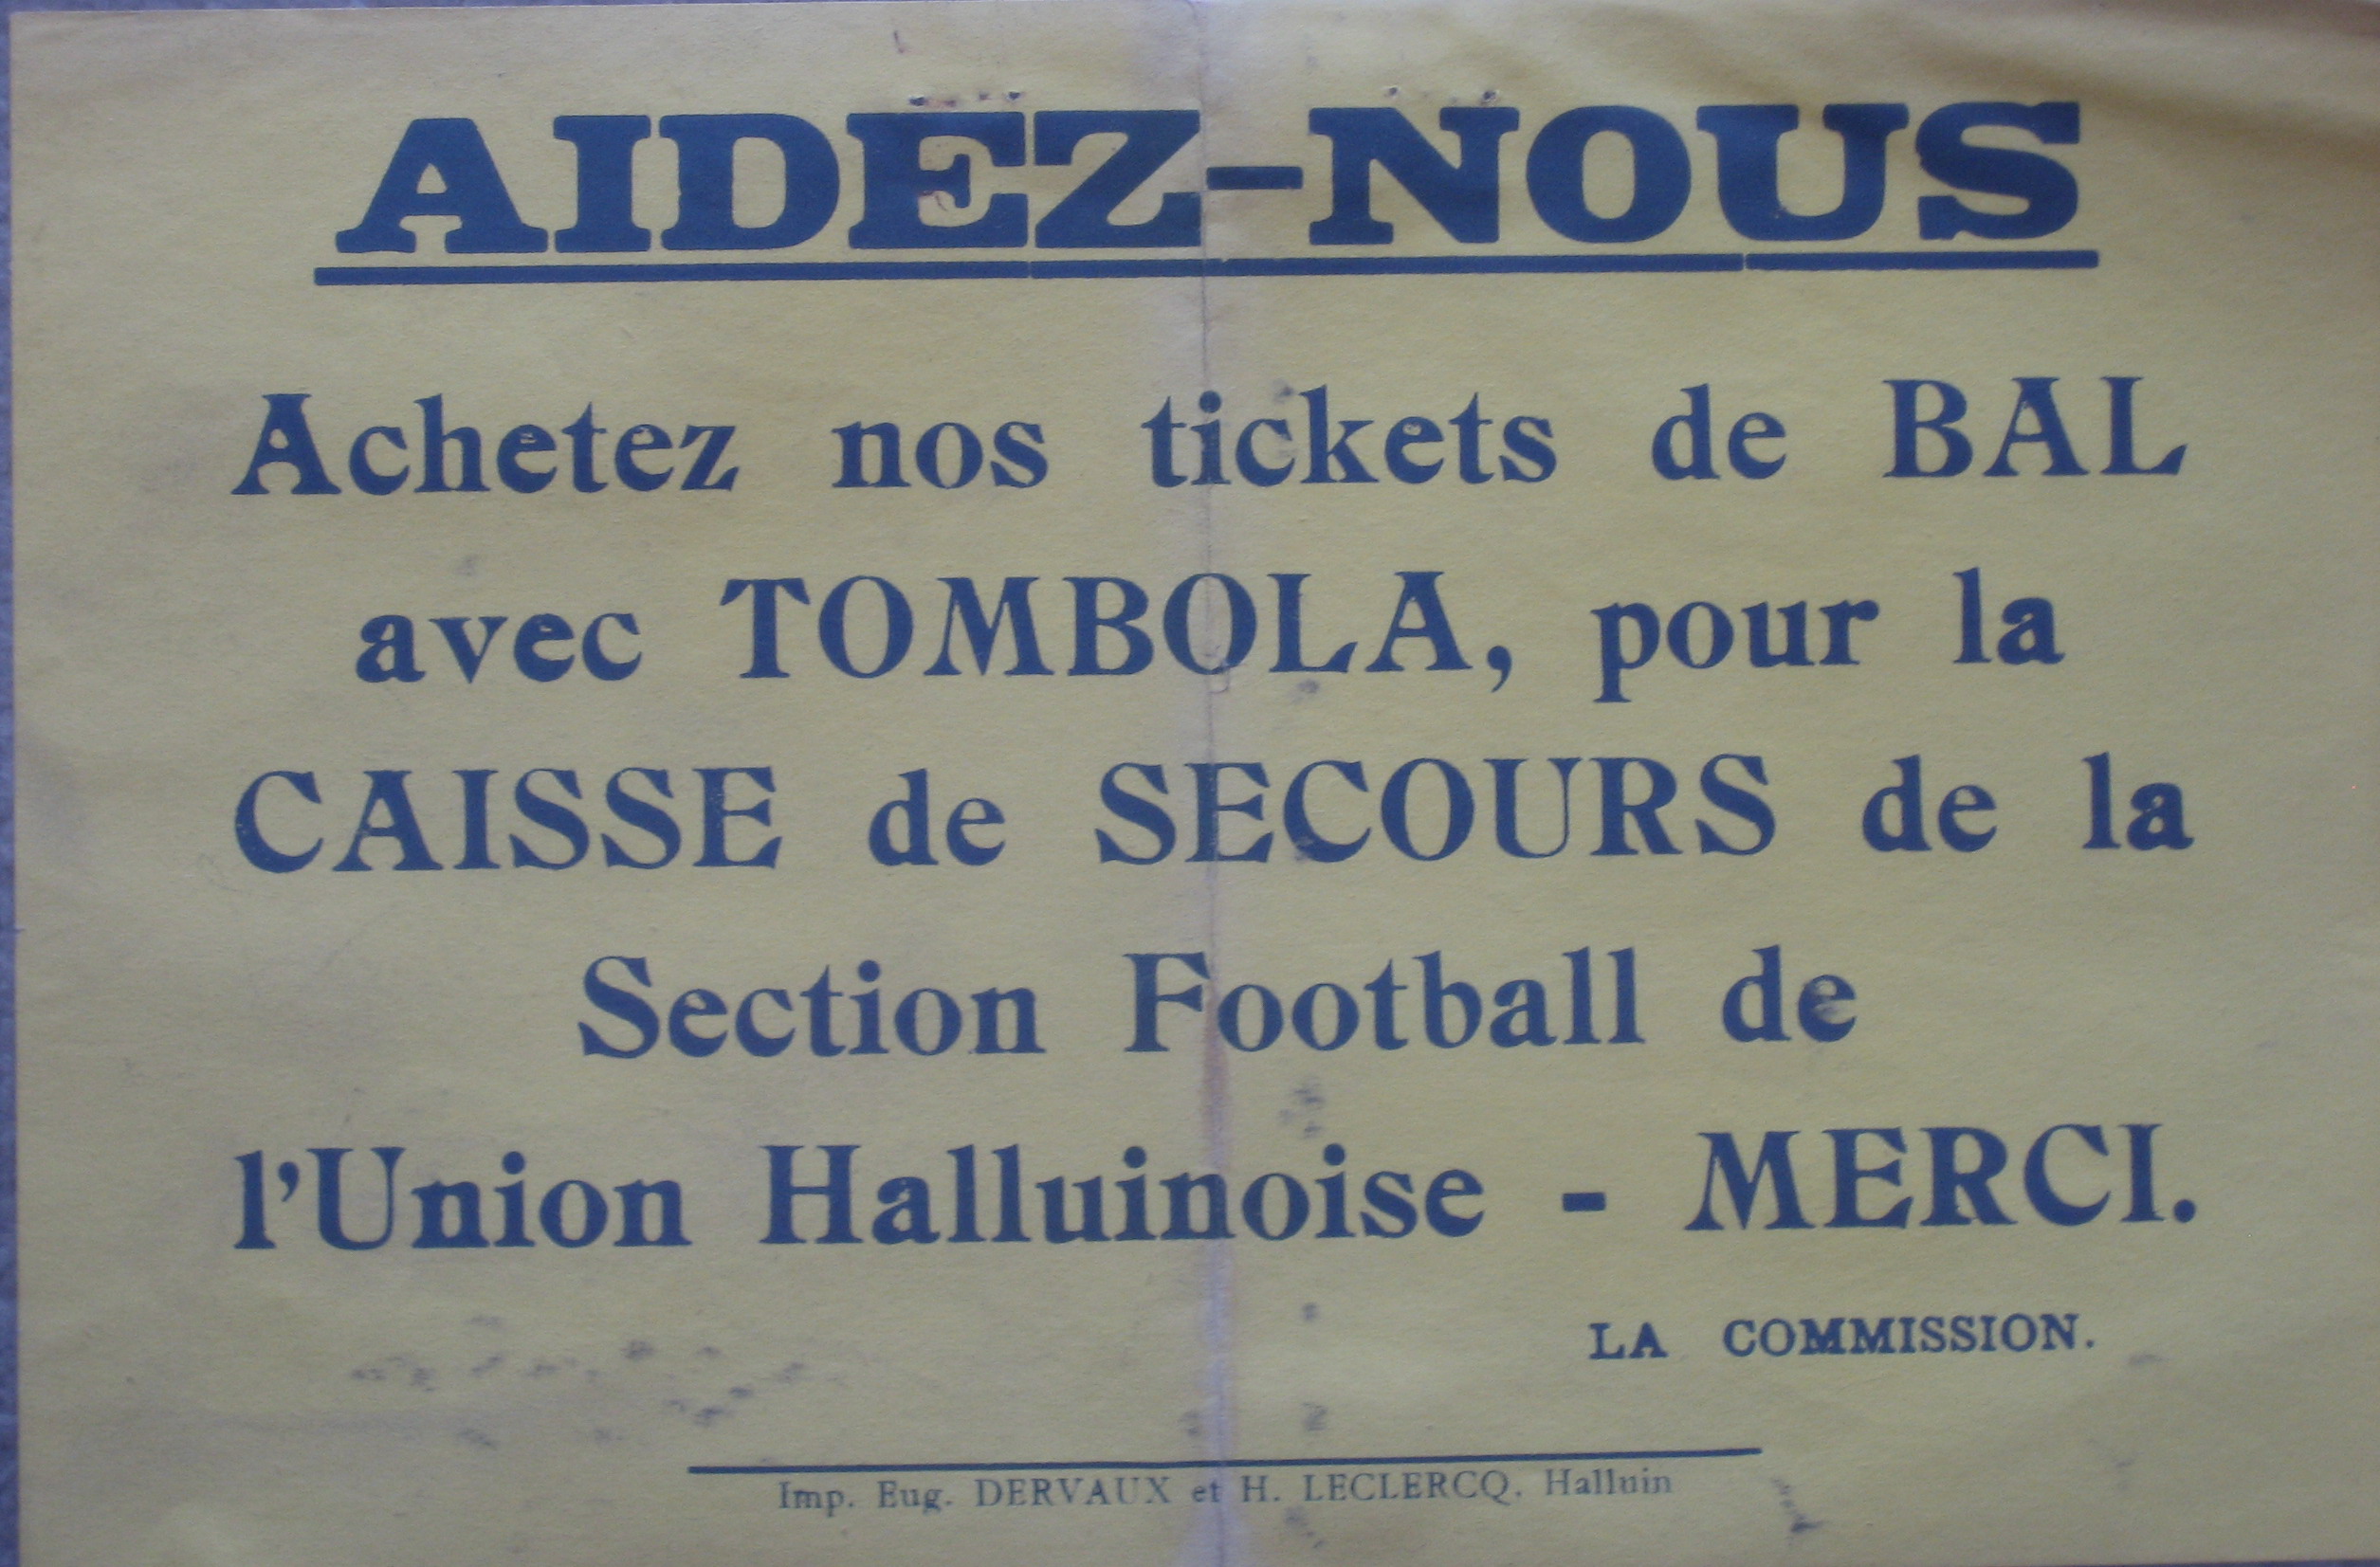 AIDEZ-NOUS
Achetez nos tickets de BAL
avec TOMBOLA, pour la
CAISSE de SECOURS de la
Section Football de
l'Union Halluinoise - MERCI.
LA COMMISSION.
Imp. Eug. DERVAUX et H. LECLERCQ. Halluin